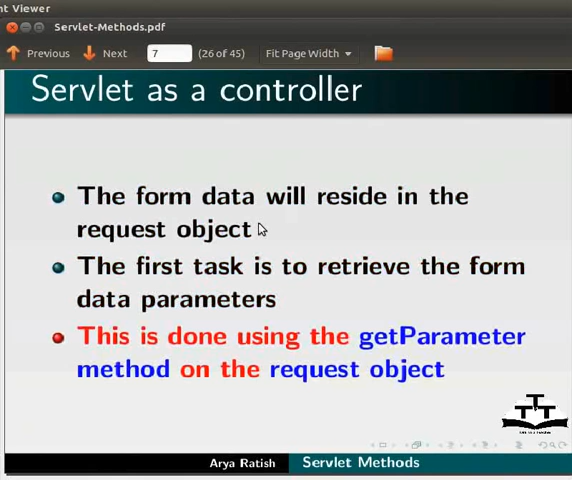 nt Viewer
Servlet-Methods.pdf
Previous Next 7 (26 of 45) Fit Page Width
Servlet as a controller
The form data will reside in the
request object
The first task is to retrieve the form
data parameters
This is done using the getParameter
method on the request object
Arya Ratish Servlet Methods